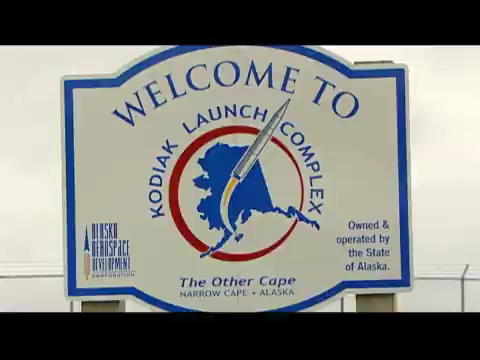 WELCOME TO
KODIAK LAUNCH COMPLEX
ALASKA
AEROSPACE
DEVELOPMENT
CORPORATION
Owned &
operated by the
State
of Alaska.
The Other Cape
NARROW CAPE • ALASKA